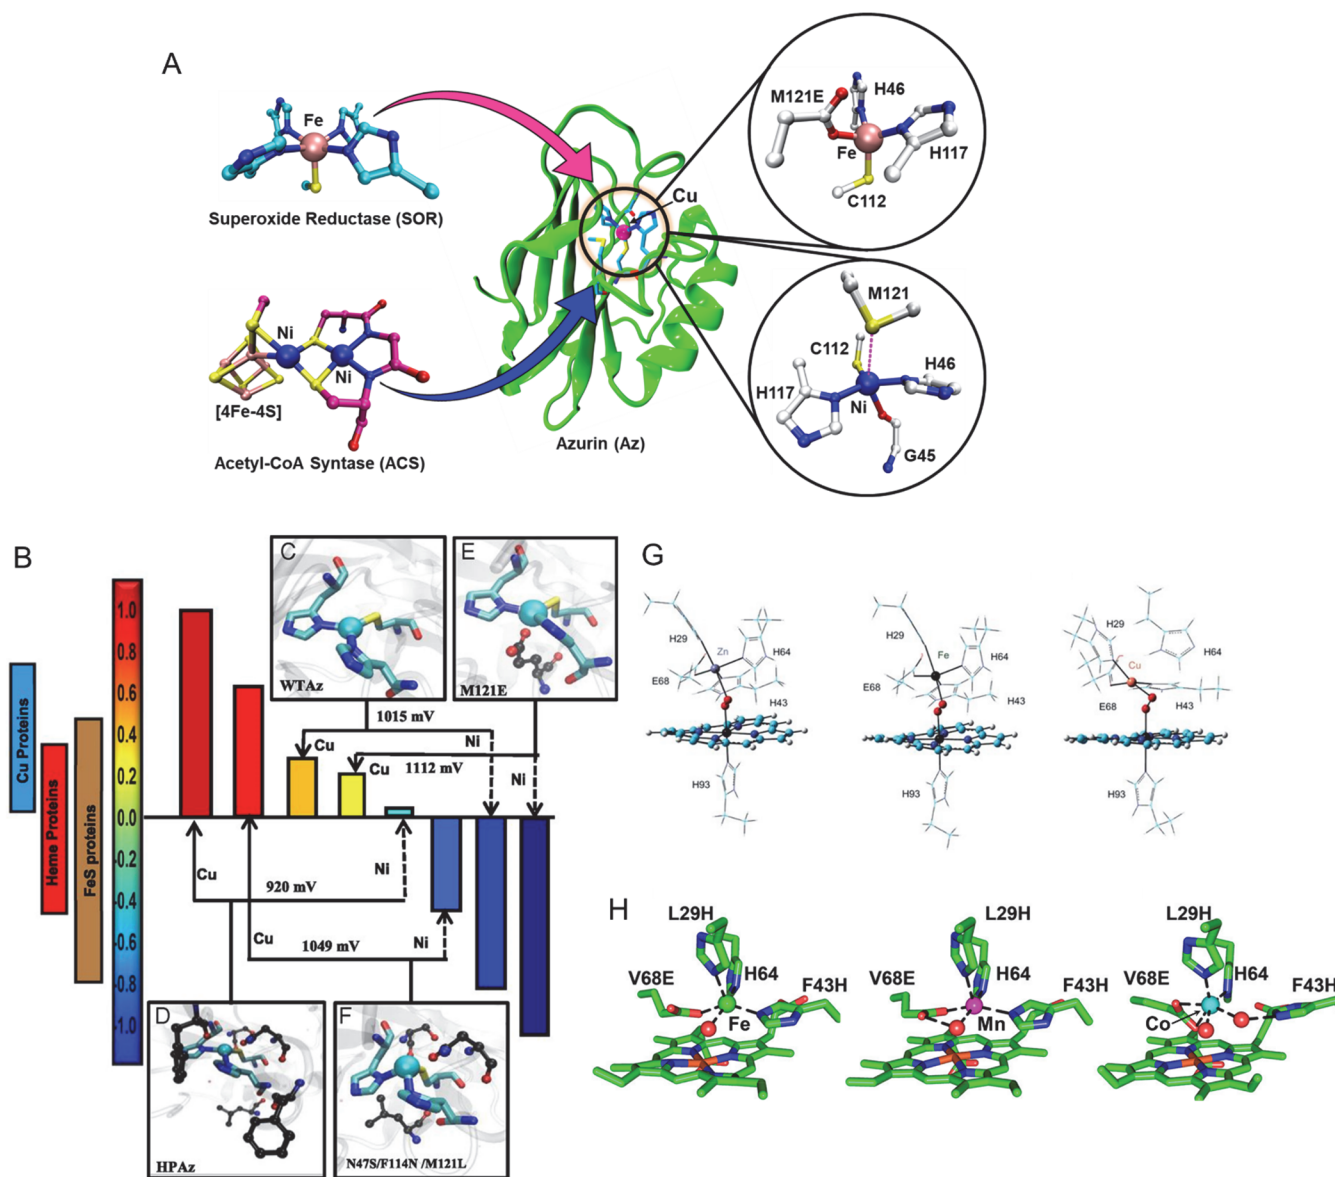 A
Fe
Superoxide Reductase (SOR)
Ni
Ni
[4Fe-4S]
Acetyl-CoA Syntase (ACS)
Cu
Azurin (Az)
M121E
H46
Fe
H117
C112
M121
C112
H46
H117
Ni
G45
B
Cu Proteins
Heme Proteins
FeS proteins
1.0
0.8
0.6
0.4
0.2
0.0
-0.2
-0.4
-0.6
-0.8
-1.0
C
WTAz
E
M121E
1015 mV
Cu
Ni
Cu
1112 mV
Ni
Cu
920 mV
Ni
Cu
1049 mV
Ni
D
HPAz
F
N47S/F114N /M121L
G
H29
Zn
H64
E68
H43
H93
H29
Fe
H64
E68
H43
H93
H29
Cu
H64
E68
H43
H93
H
L29H
V68E
H64
F43H
Fe
L29H
V68E
H64
F43H
Mn
L29H
V68E
H64
F43H
Co